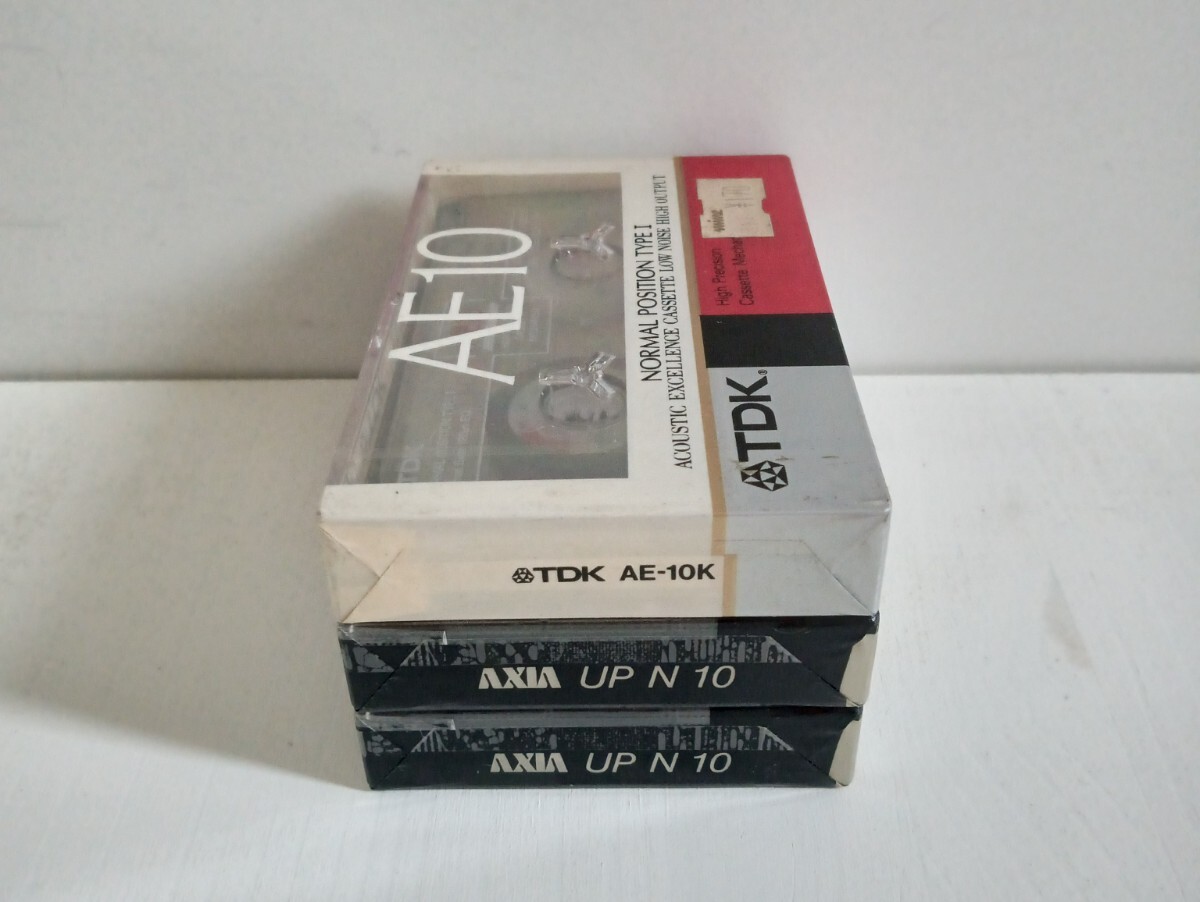 AE10
NORMAL POSITION TYPE I
ACOUSTIC EXCELLENCE CASSETTE LOW NOISE HIGH OUTPUT
High Precision
Cassette
TDK
TDK AE-10K
AXIA UP N 10
AXIA UP N 10
TDK